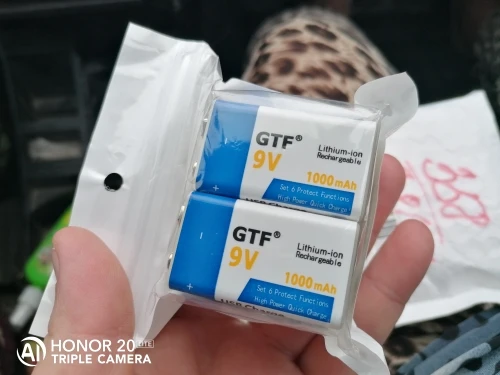 GTF®
9V
Lithium-ion
Rechargeable
1000mAh
Set 6 Protect Functions
High Power Quick Charge
GTF®
9V
Lithium-ion
Rechargeable
1000mAh
Set 6 Protect Functions
High Power Quick Charge
HONOR 20 LITE
TRIPLE CAMERA